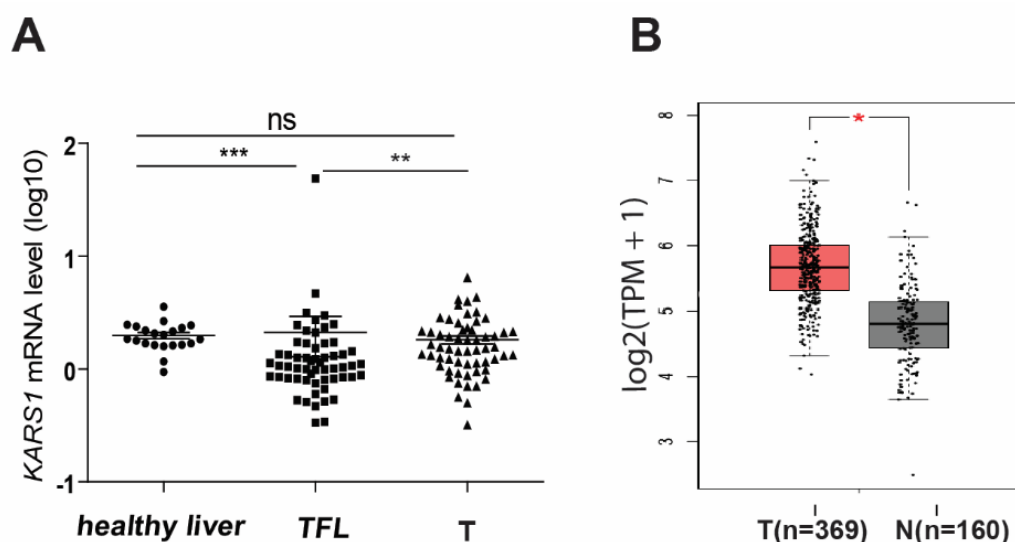 A
KARS1 mRNA level (log10)
2
1
0
-1
ns
***
**
healthy liver
TFL
T
B
log2(TPM + 1)
8
7
6
5
4
3
*
T(n=369)
N(n=160)